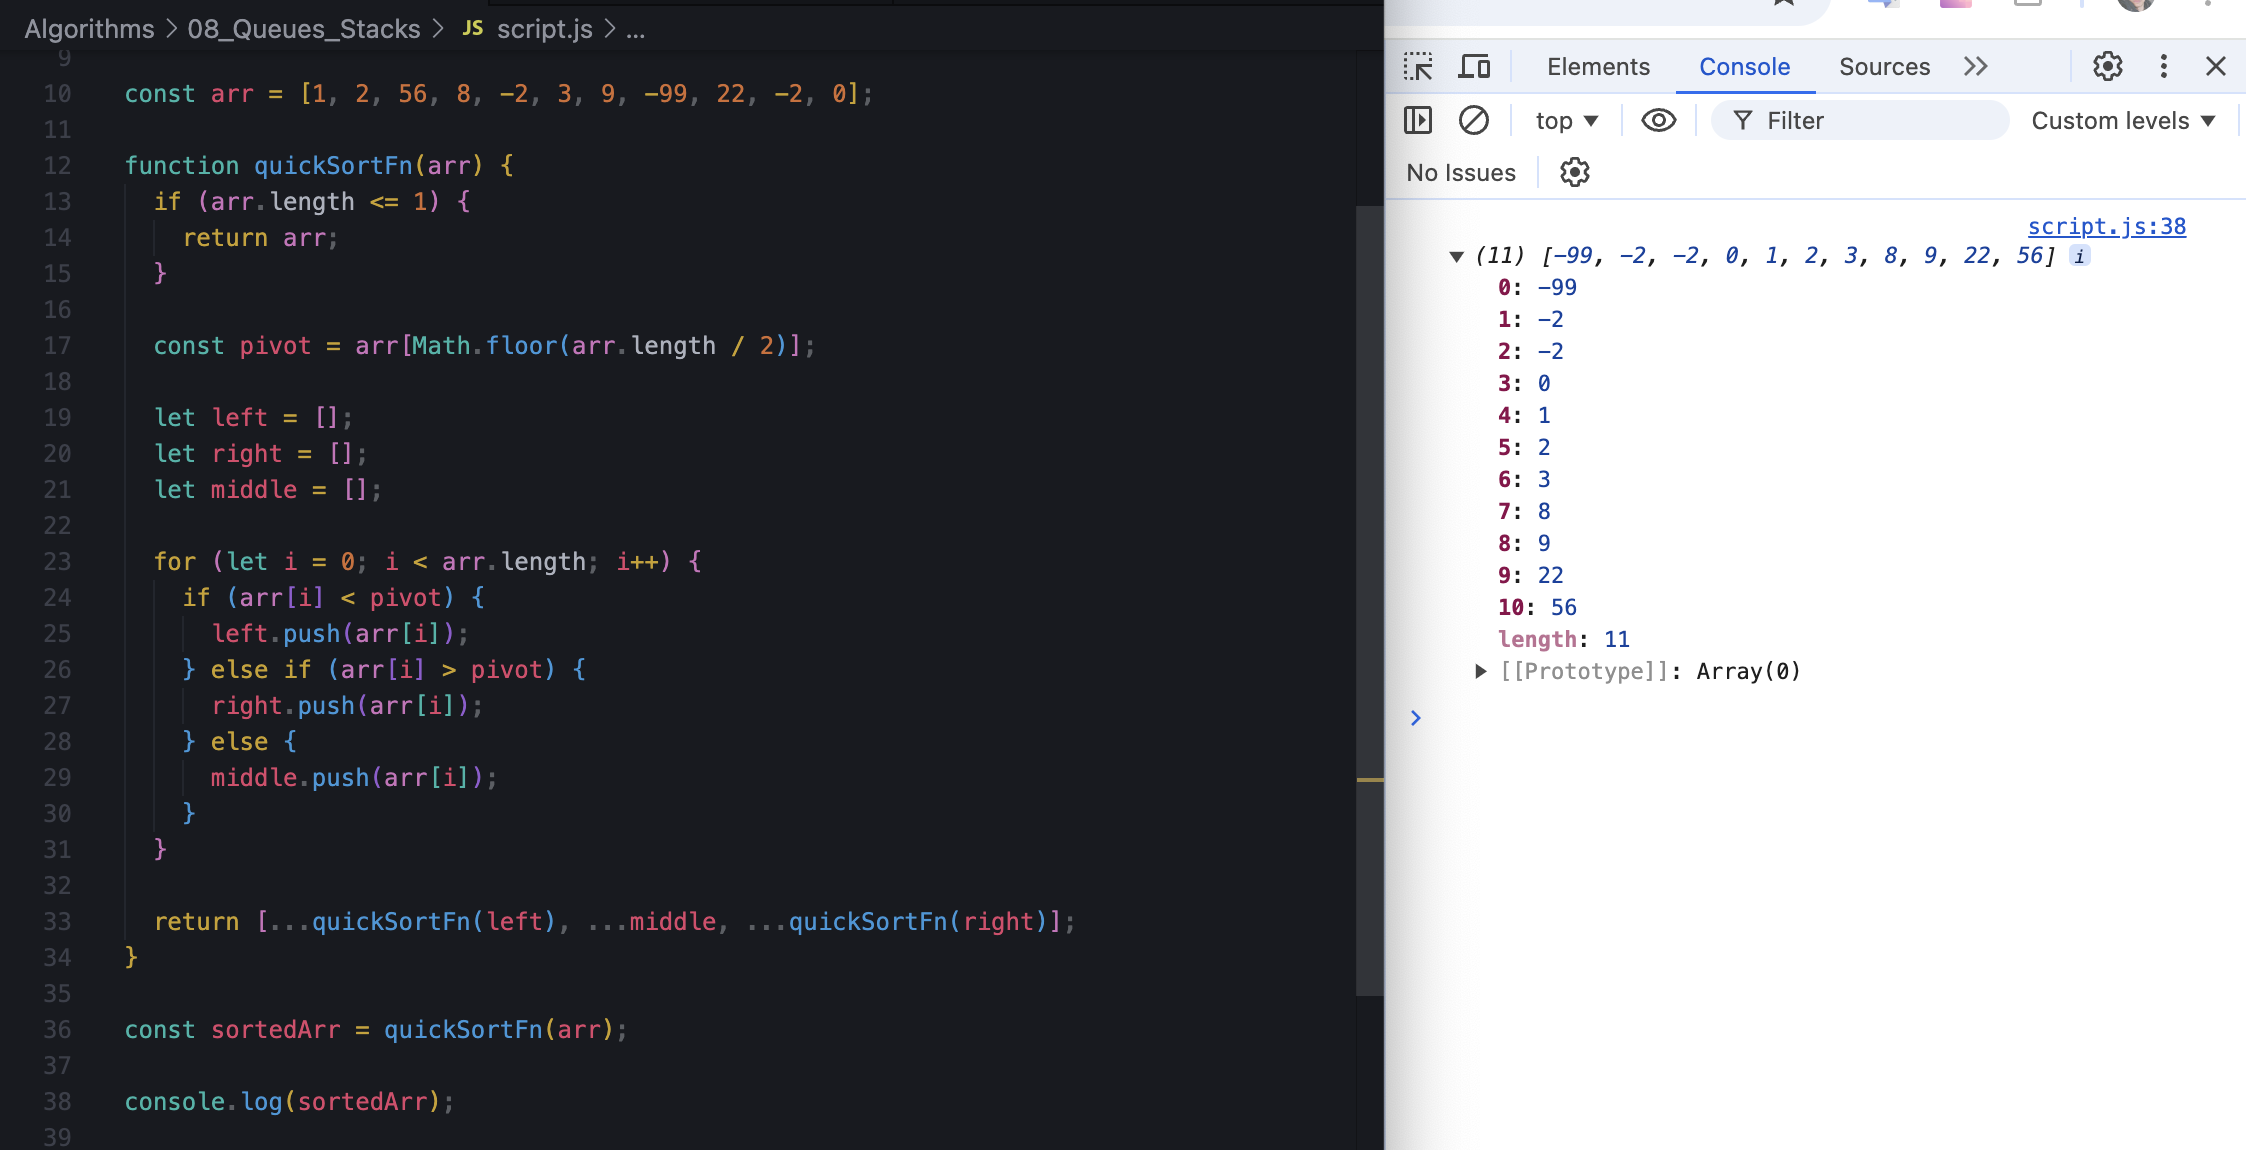 Algorithms > 08_Queues_Stacks > JS script.js > ...
9
10 const arr = [1, 2, 56, 8, -2, 3, 9, -99, 22, -2, 0];
11
12 function quickSortFn(arr) {
13   if (arr.length <= 1) {
14     return arr;
15   }
16
17   const pivot = arr[Math.floor(arr.length / 2)];
18
19   let left = [];
20   let right = [];
21   let middle = [];
22
23   for (let i = 0; i < arr.length; i++) {
24     if (arr[i] < pivot) {
25       left.push(arr[i]);
26     } else if (arr[i] > pivot) {
27       right.push(arr[i]);
28     } else {
29       middle.push(arr[i]);
30     }
31   }
32
33   return [...quickSortFn(left), ...middle, ...quickSortFn(right)];
34 }
35
36 const sortedArr = quickSortFn(arr);
37
38 console.log(sortedArr);
39
Elements Console Sources
top Filter Custom levels
No Issues
script.js:38
(11) [-99, -2, -2, 0, 1, 2, 3, 8, 9, 22, 56] i
0: -99
1: -2
2: -2
3: 0
4: 1
5: 2
6: 3
7: 8
8: 9
9: 22
10: 56
length: 11
[[Prototype]]: Array(0)